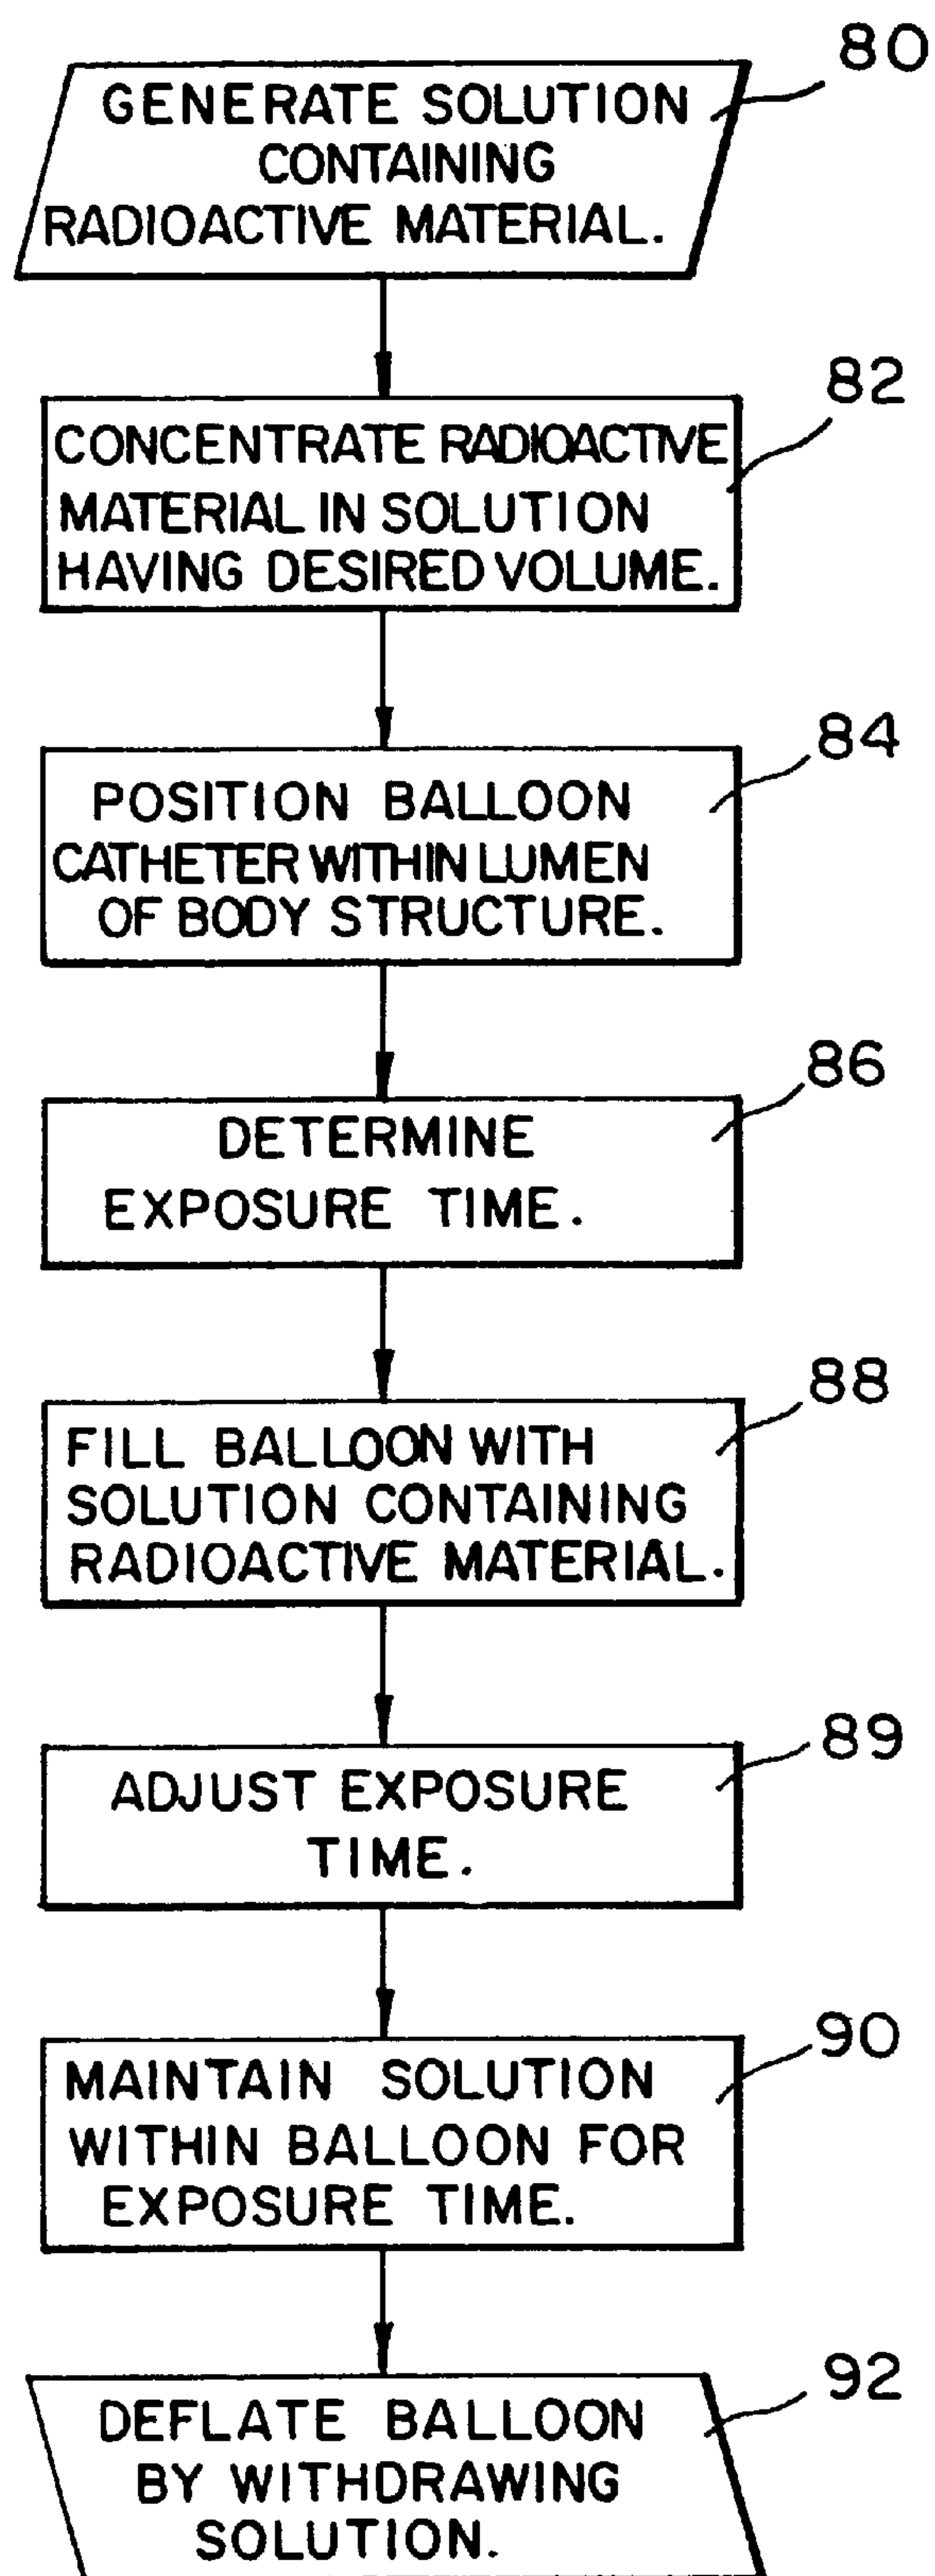 80
GENERATE SOLUTION
CONTAINING
RADIOACTIVE MATERIAL.
82
CONCENTRATE RADIOACTIVE
MATERIAL IN SOLUTION
HAVING DESIRED VOLUME.
84
POSITION BALLOON
CATHETER WITHIN LUMEN
OF BODY STRUCTURE.
86
DETERMINE
EXPOSURE TIME.
88
FILL BALLOON WITH
SOLUTION CONTAINING
RADIOACTIVE MATERIAL.
89
ADJUST EXPOSURE
TIME.
90
MAINTAIN SOLUTION
WITHIN BALLOON FOR
EXPOSURE TIME.
92
DEFLATE BALLOON
BY WITHDRAWING
SOLUTION.